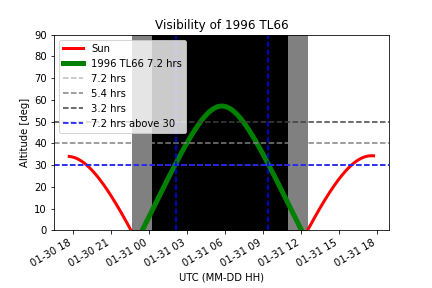 Visibility of 1996 TL66
Altitude [deg]
90
80
70
60
50
40
30
20
10
0
Sun
1996 TL66 7.2 hrs
7.2 hrs
5.4 hrs
3.2 hrs
7.2 hrs above 30
01-30 18
01-30 21
01-31 00
01-31 03
01-31 06
01-31 09
01-31 12
01-31 15
01-31 18
UTC (MM-DD HH)